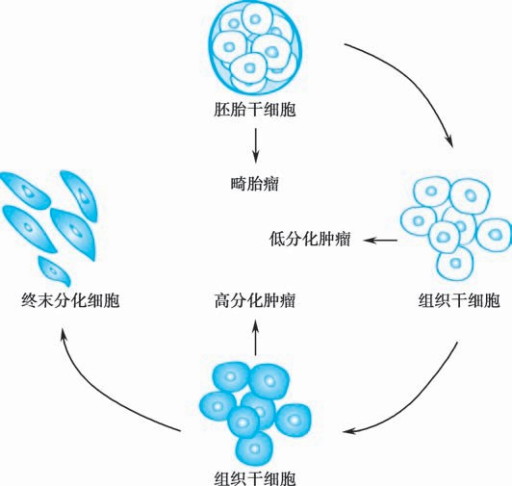 胚胎干细胞
畸胎瘤
低分化肿瘤
终末分化细胞
高分化肿瘤
组织干细胞
组织干细胞